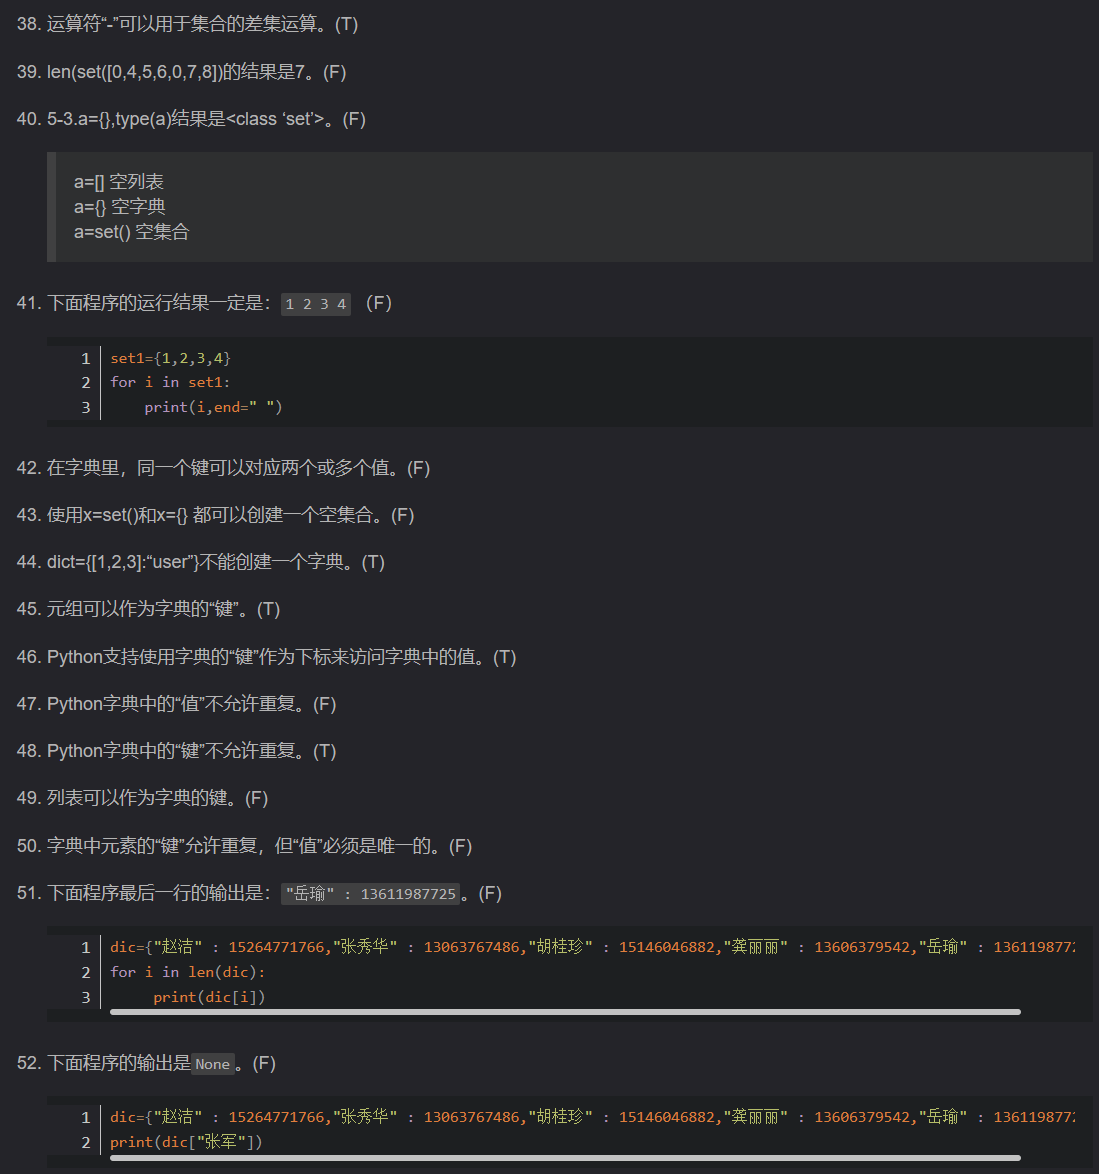 38. 运算符“-”可以用于集合的差集运算。(T)
39. len(set([0,4,5,6,0,7,8])的结果是7。(F)
40. 5-3.a={},type(a)结果是<class ‘set’>。(F)
a=[] 空列表
a={} 空字典
a=set() 空集合
41. 下面程序的运行结果一定是：1 2 3 4 （F）
1 set1={1,2,3,4}
2 for i in set1:
3     print(i,end=" ")
42. 在字典里，同一个键可以对应两个或多个值。(F)
43. 使用x=set()和x={} 都可以创建一个空集合。(F)
44. dict={[1,2,3]:“user”}不能创建一个字典。(T)
45. 元组可以作为字典的“键”。(T)
46. Python支持使用字典的“键”作为下标来访问字典中的值。(T)
47. Python字典中的“值”不允许重复。(F)
48. Python字典中的“键”不允许重复。(T)
49. 列表可以作为字典的键。(F)
50. 字典中元素的“键”允许重复，但“值”必须是唯一的。(F)
51. 下面程序最后一行的输出是："岳瑜" : 13611987725。(F)
1 dic={"赵洁" : 15264771766,"张秀华" : 13063767486,"胡桂珍" : 15146046882,"龚丽丽" : 13606379542,"岳瑜" : 1361198772
2 for i in len(dic):
3      print(dic[i])
52. 下面程序的输出是None。(F)
1 dic={"赵洁" : 15264771766,"张秀华" : 13063767486,"胡桂珍" : 15146046882,"龚丽丽" : 13606379542,"岳瑜" : 1361198772
2 print(dic["张军"])